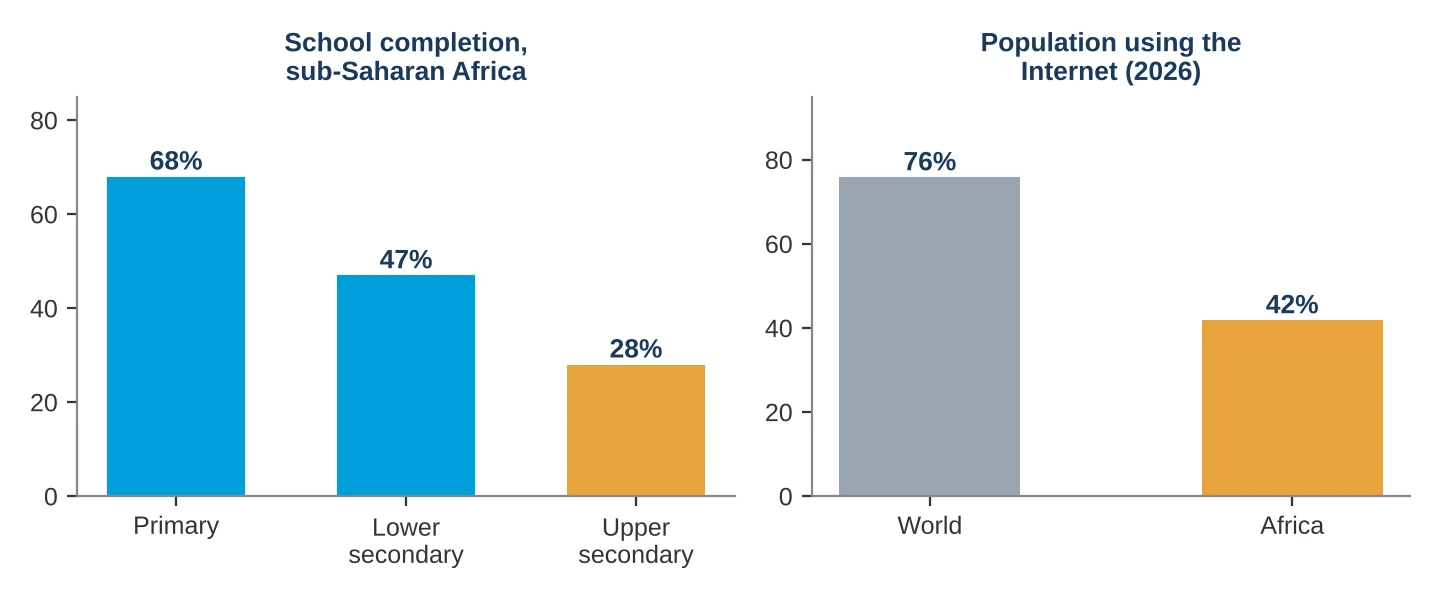 School completion,
sub-Saharan Africa
80
60
40
20
0
68%
47%
28%
Primary
Lower
secondary
Upper
secondary
Population using the
Internet (2026)
80
60
40
20
0
76%
42%
World
Africa